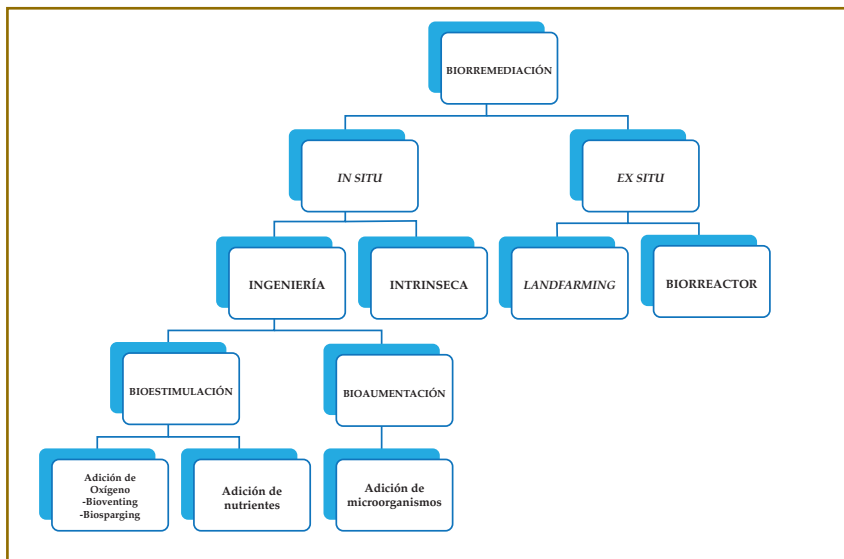 BIORREMEDIACIÓN
IN SITU
EX SITU
INGENIERÍA
INTRINSECA
LANDFARMING
BIORREACTOR
BIOESTIMULACIÓN
BIOAUMENTACIÓN
Adición de
Oxígeno
-Bioventing
-Biosparging
Adición de
nutrientes
Adición de
microorganismos